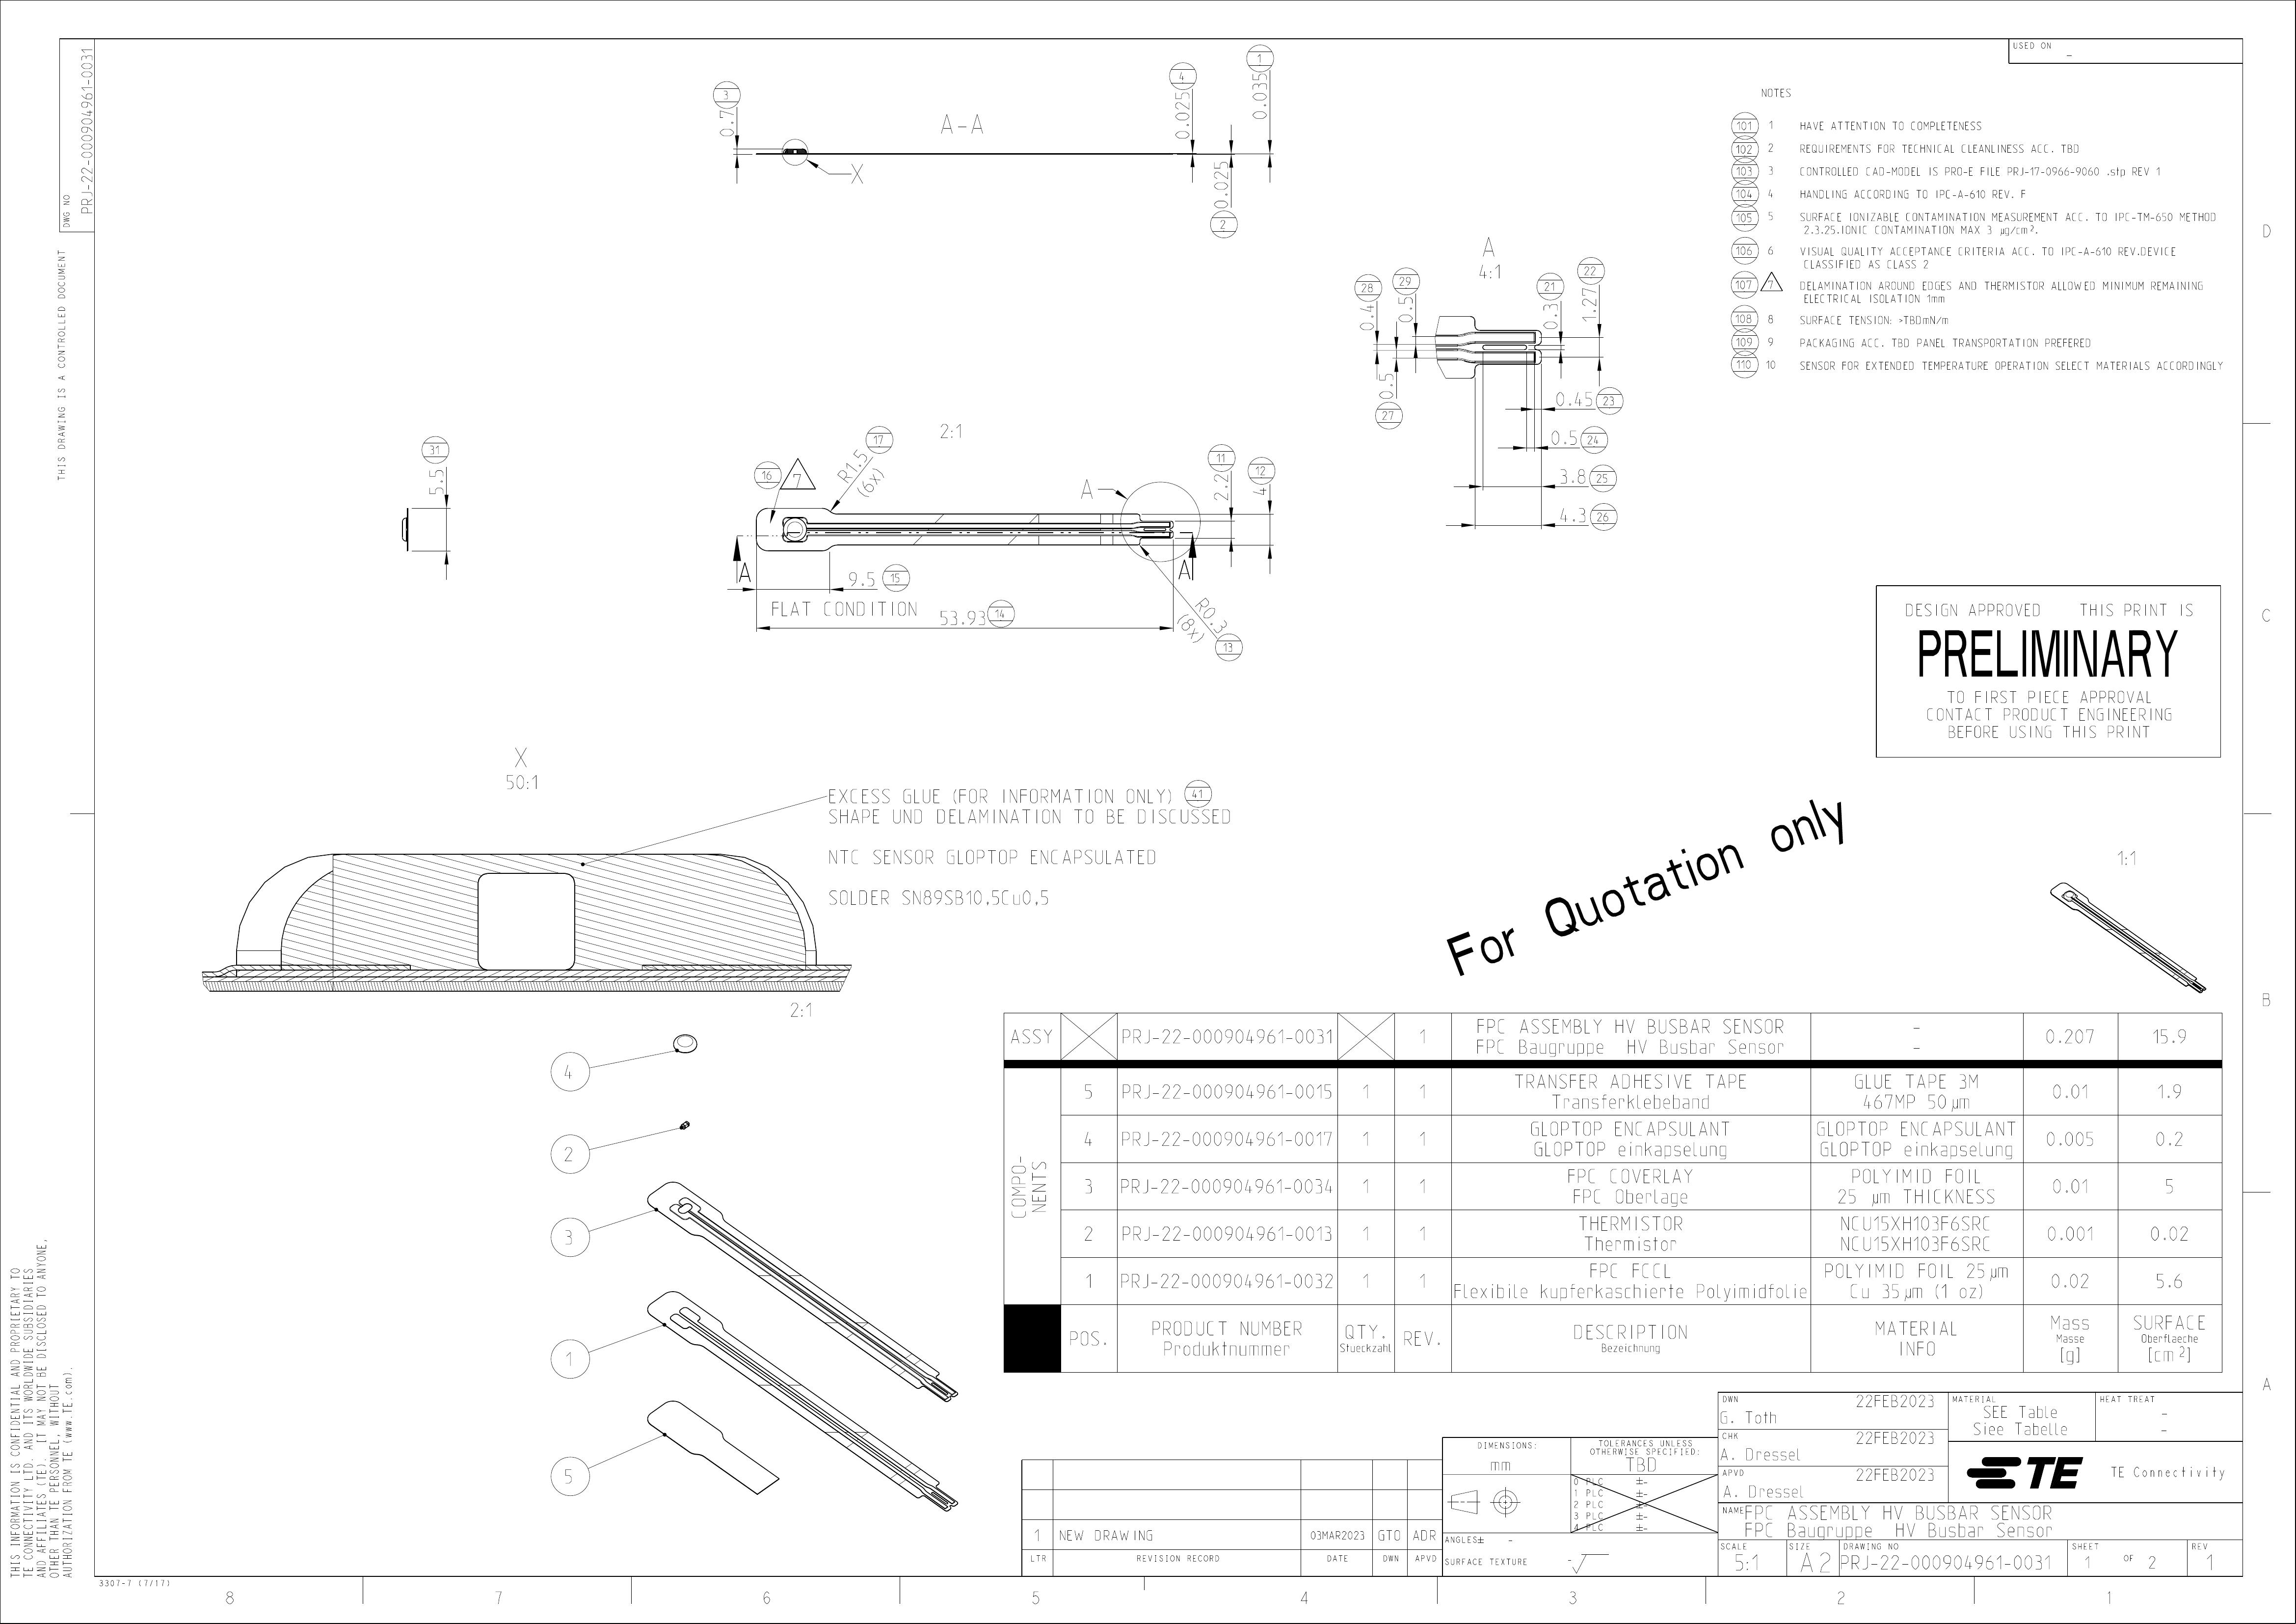 USED ON
-
DWG NO
PRJ-22-000904961-0031
THIS DRAWING IS A CONTROLLED DOCUMENT
A-A
X
0.7 3
0.025 4
0.035 1
0.025 2
NOTES
101 1 HAVE ATTENTION TO COMPLETENESS
102 2 REQUIREMENTS FOR TECHNICAL CLEANLINESS ACC. TBD
103 3 CONTROLLED CAD-MODEL IS PRO-E FILE PRJ-17-0966-9060 .stp REV 1
104 4 HANDLING ACCORDING TO IPC-A-610 REV. F
105 5 SURFACE IONIZABLE CONTAMINATION MEASUREMENT ACC. TO IPC-TM-650 METHOD
2.3.25.IONIC CONTAMINATION MAX 3 µg/cm².
106 6 VISUAL QUALITY ACCEPTANCE CRITERIA ACC. TO IPC-A-610 REV.DEVICE
CLASSIFIED AS CLASS 2
107 7 DELAMINATION AROUND EDGES AND THERMISTOR ALLOWED MINIMUM REMAINING
ELECTRICAL ISOLATION 1mm
108 8 SURFACE TENSION: >TBDmN/m
109 9 PACKAGING ACC. TBD PANEL TRANSPORTATION PREFERED
110 10 SENSOR FOR EXTENDED TEMPERATURE OPERATION SELECT MATERIALS ACCORDINGLY
A
4:1
0.4 28
0.5 29
0.3 21
1.27 22
0.5 27
0.45 23
0.5 24
3.8 25
4.3 26
2:1
5.5 31
16 7
R1.5 17
(6x)
A
2.2 11
4 12
A A
9.5 15
FLAT CONDITION
53.93 14
R0.3
(8x) 13
DESIGN APPROVED THIS PRINT IS
PRELIMINARY
TO FIRST PIECE APPROVAL
CONTACT PRODUCT ENGINEERING
BEFORE USING THIS PRINT
X
50:1
EXCESS GLUE (FOR INFORMATION ONLY) 41
SHAPE UND DELAMINATION TO BE DISCUSSED
NTC SENSOR GLOPTOP ENCAPSULATED
SOLDER SN89SB10,5Cu0,5
For Quotation only
1:1
2:1
4
2
3
1
5
ASSY PRJ-22-000904961-0031 1 FPC ASSEMBLY HV BUSBAR SENSOR - 0.207 15.9
FPC Baugruppe HV Busbar Sensor -
COMPO-
NENTS
5 PRJ-22-000904961-0015 1 1 TRANSFER ADHESIVE TAPE GLUE TAPE 3M 0.01 1.9
Transferklebeband 467MP 50 µm
4 PRJ-22-000904961-0017 1 1 GLOPTOP ENCAPSULANT GLOPTOP ENCAPSULANT 0.005 0.2
GLOPTOP einkapselung GLOPTOP einkapselung
3 PRJ-22-000904961-0034 1 1 FPC COVERLAY POLYIMID FOIL 0.01 5
FPC Oberlage 25 µm THICKNESS
2 PRJ-22-000904961-0013 1 1 THERMISTOR NCU15XH103F6SRC 0.001 0.02
Thermistor NCU15XH103F6SRC
1 PRJ-22-000904961-0032 1 1 FPC FCCL POLYIMID FOIL 25 µm 0.02 5.6
Flexibile kupferkaschierte Polyimidfolie Cu 35 µm (1 oz)
POS. PRODUCT NUMBER QTY. REV. DESCRIPTION MATERIAL Mass SURFACE
Produktnummer Stueckzahl Bezeichnung INFO Masse Oberflaeche
[g] [cm 2]
THIS INFORMATION IS CONFIDENTIAL AND PROPRIETARY TO
TE CONNECTIVITY LTD. AND ITS WORLDWIDE SUBSIDIARIES
AND AFFILIATES (TE). IT MAY NOT BE DISCLOSED TO ANYONE,
OTHER THAN TE PERSONNEL, WITHOUT
AUTHORIZATION FROM TE (www.TE.com).
1 NEW DRAWING 03MAR2023 GTO ADR
LTR REVISION RECORD DATE DWN APVD
DIMENSIONS:
mm
TOLERANCES UNLESS
OTHERWISE SPECIFIED:
TBD
0 PLC ±-
1 PLC ±-
2 PLC ±-
3 PLC ±-
4 PLC ±-
ANGLES± -
SURFACE TEXTURE -
DWN 22FEB2023
G. Toth
CHK 22FEB2023
A. Dressel
APVD 22FEB2023
A. Dressel
MATERIAL
SEE Table
Siee Tabelle
HEAT TREAT
-
-
TE TE Connectivity
NAME FPC ASSEMBLY HV BUSBAR SENSOR
FPC Baugruppe HV Busbar Sensor
SCALE SIZE DRAWING NO SHEET REV
5:1 A2 PRJ-22-000904961-0031 1 OF 2 1
3307-7 (7/17)
8 7 6 5 4 3 2 1
D
C
B
A